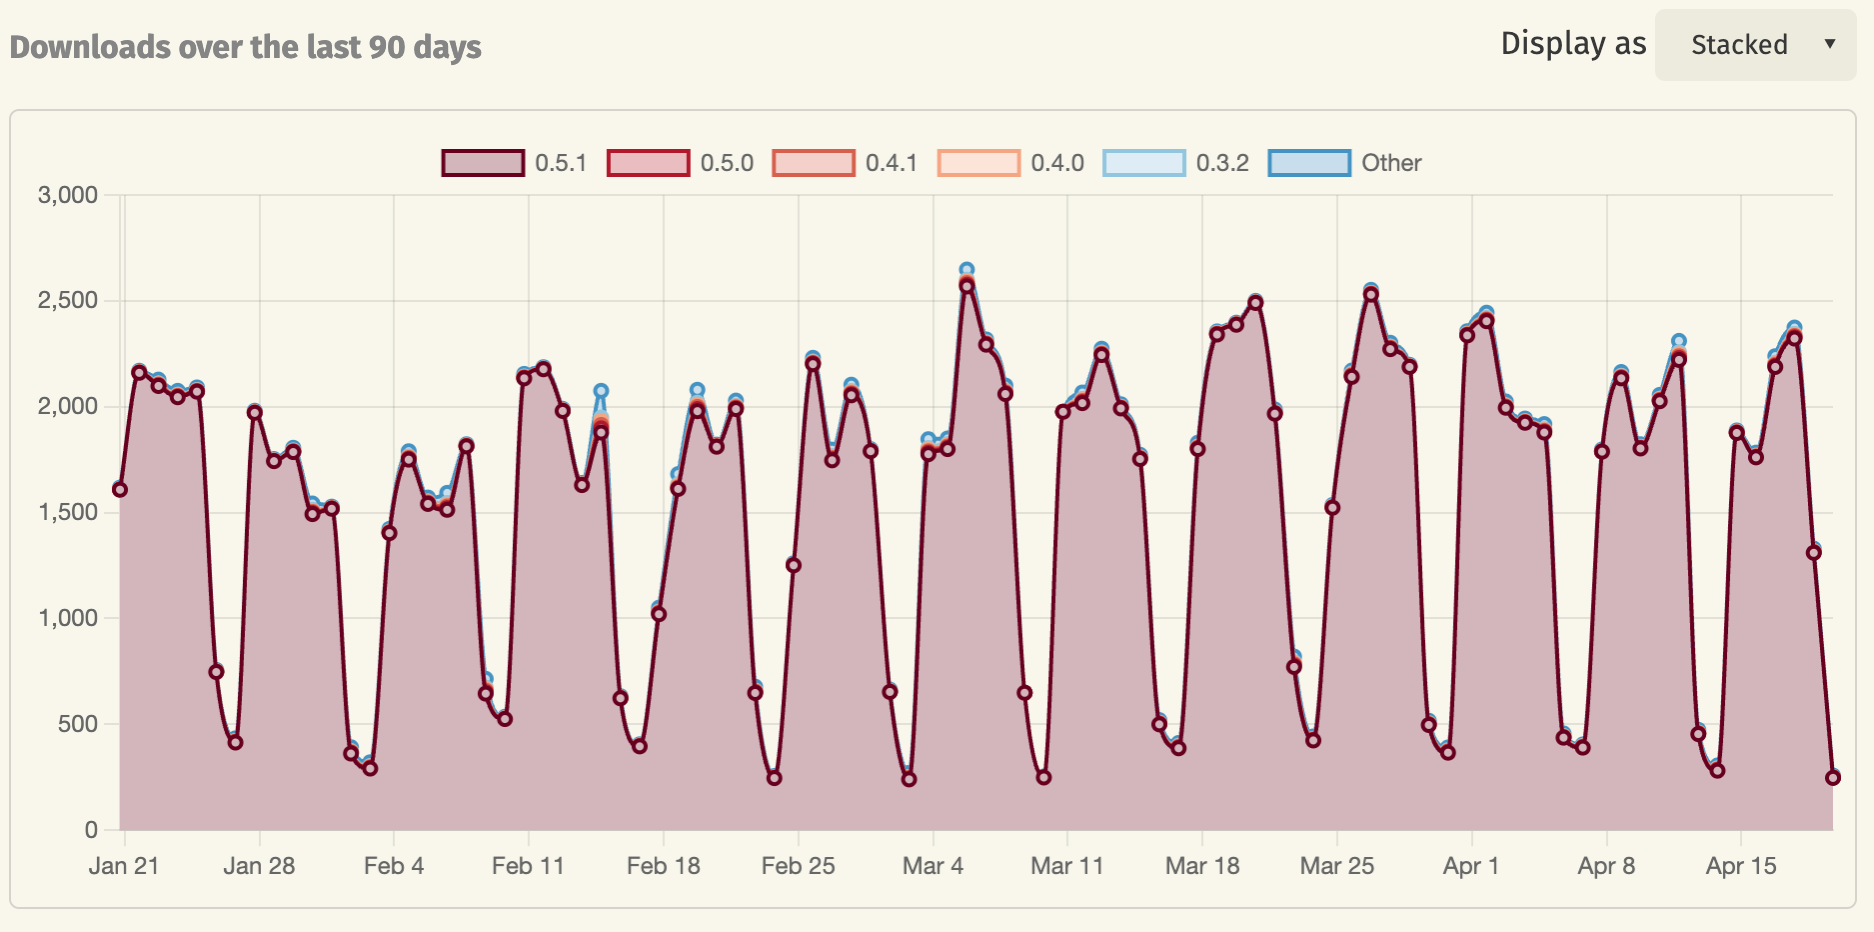 Downloads over the last 90 days
Display as Stacked
0.5.1 0.5.0 0.4.1 0.4.0 0.3.2 Other
3,000
2,500
2,000
1,500
1,000
500
0
Jan 21 Jan 28 Feb 4 Feb 11 Feb 18 Feb 25 Mar 4 Mar 11 Mar 18 Mar 25 Apr 1 Apr 8 Apr 15